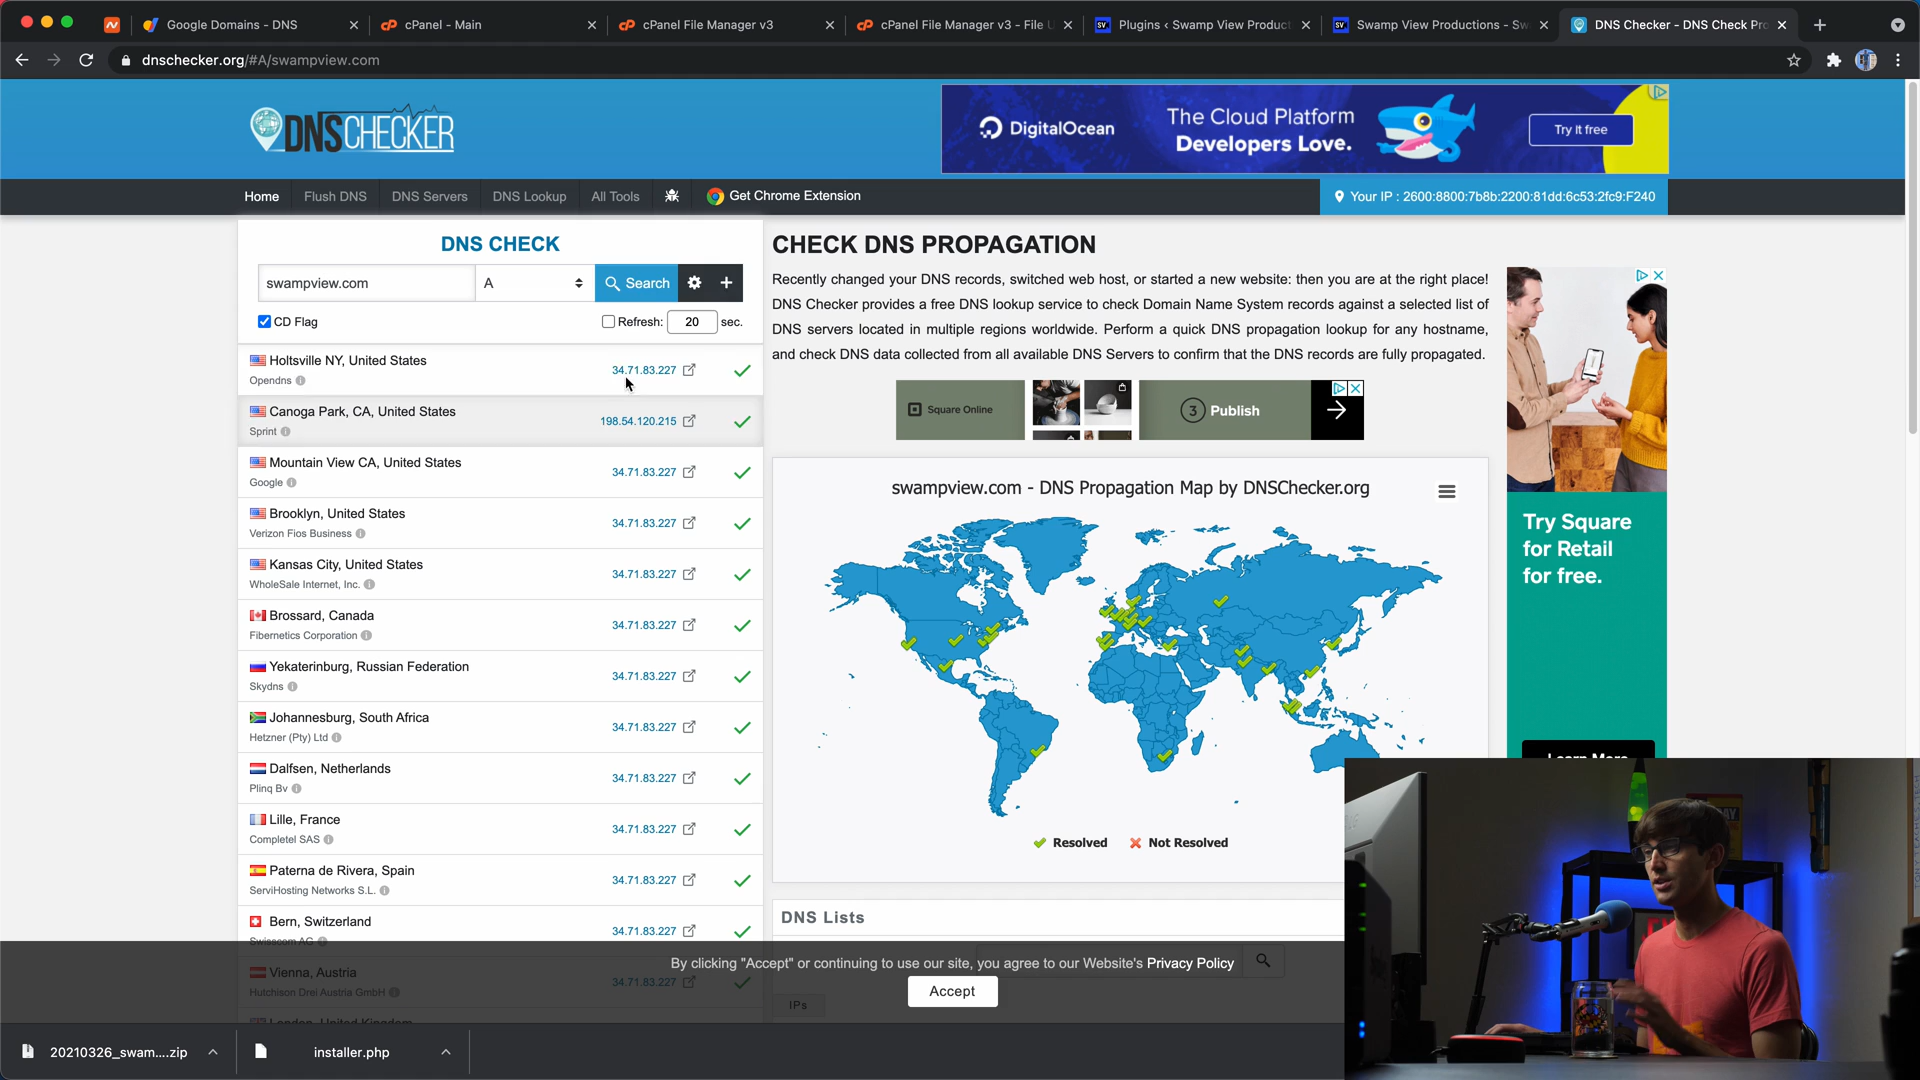 Google Domains - DNS
cPanel - Main
cPanel File Manager v3
cPanel File Manager v3 - File U
Plugins ‹ Swamp View Product
Swamp View Productions - Sw
DNS Checker - DNS Check Pro
dnschecker.org/#A/swampview.com
DNSCHECKER
DigitalOcean
The Cloud Platform
Developers Love.
Try it free
Home
Flush DNS
DNS Servers
DNS Lookup
All Tools
Get Chrome Extension
Your IP : 2600:8800:7b8b:2200:81dd:6c53:2fc9:F240
DNS CHECK
swampview.com
A
Search
CD Flag
Refresh: 20 sec.
Holtsville NY, United States
Opendns
34.71.83.227
Canoga Park, CA, United States
Sprint
198.54.120.215
Mountain View CA, United States
Google
34.71.83.227
Brooklyn, United States
Verizon Fios Business
34.71.83.227
Kansas City, United States
WholeSale Internet, Inc.
34.71.83.227
Brossard, Canada
Fibernetics Corporation
34.71.83.227
Yekaterinburg, Russian Federation
Skydns
34.71.83.227
Johannesburg, South Africa
Hetzner (Pty) Ltd
34.71.83.227
Dalfsen, Netherlands
Plinq Bv
34.71.83.227
Lille, France
Completel SAS
34.71.83.227
Paterna de Rivera, Spain
ServiHosting Networks S.L.
34.71.83.227
Bern, Switzerland
Swisscom AG
34.71.83.227
Vienna, Austria
Hutchison Drei Austria GmbH
34.71.83.227
London, United Kingdom
CHECK DNS PROPAGATION
Recently changed your DNS records, switched web host, or started a new website: then you are at the right place!
DNS Checker provides a free DNS lookup service to check Domain Name System records against a selected list of
DNS servers located in multiple regions worldwide. Perform a quick DNS propagation lookup for any hostname,
and check DNS data collected from all available DNS Servers to confirm that the DNS records are fully propagated.
Square Online
3 Publish
swampview.com - DNS Propagation Map by DNSChecker.org
Resolved
Not Resolved
Try Square
for Retail
for free.
Learn More
DNS Lists
IPs
By clicking "Accept" or continuing to use our site, you agree to our Website's Privacy Policy
Accept
20210326_swam....zip
installer.php